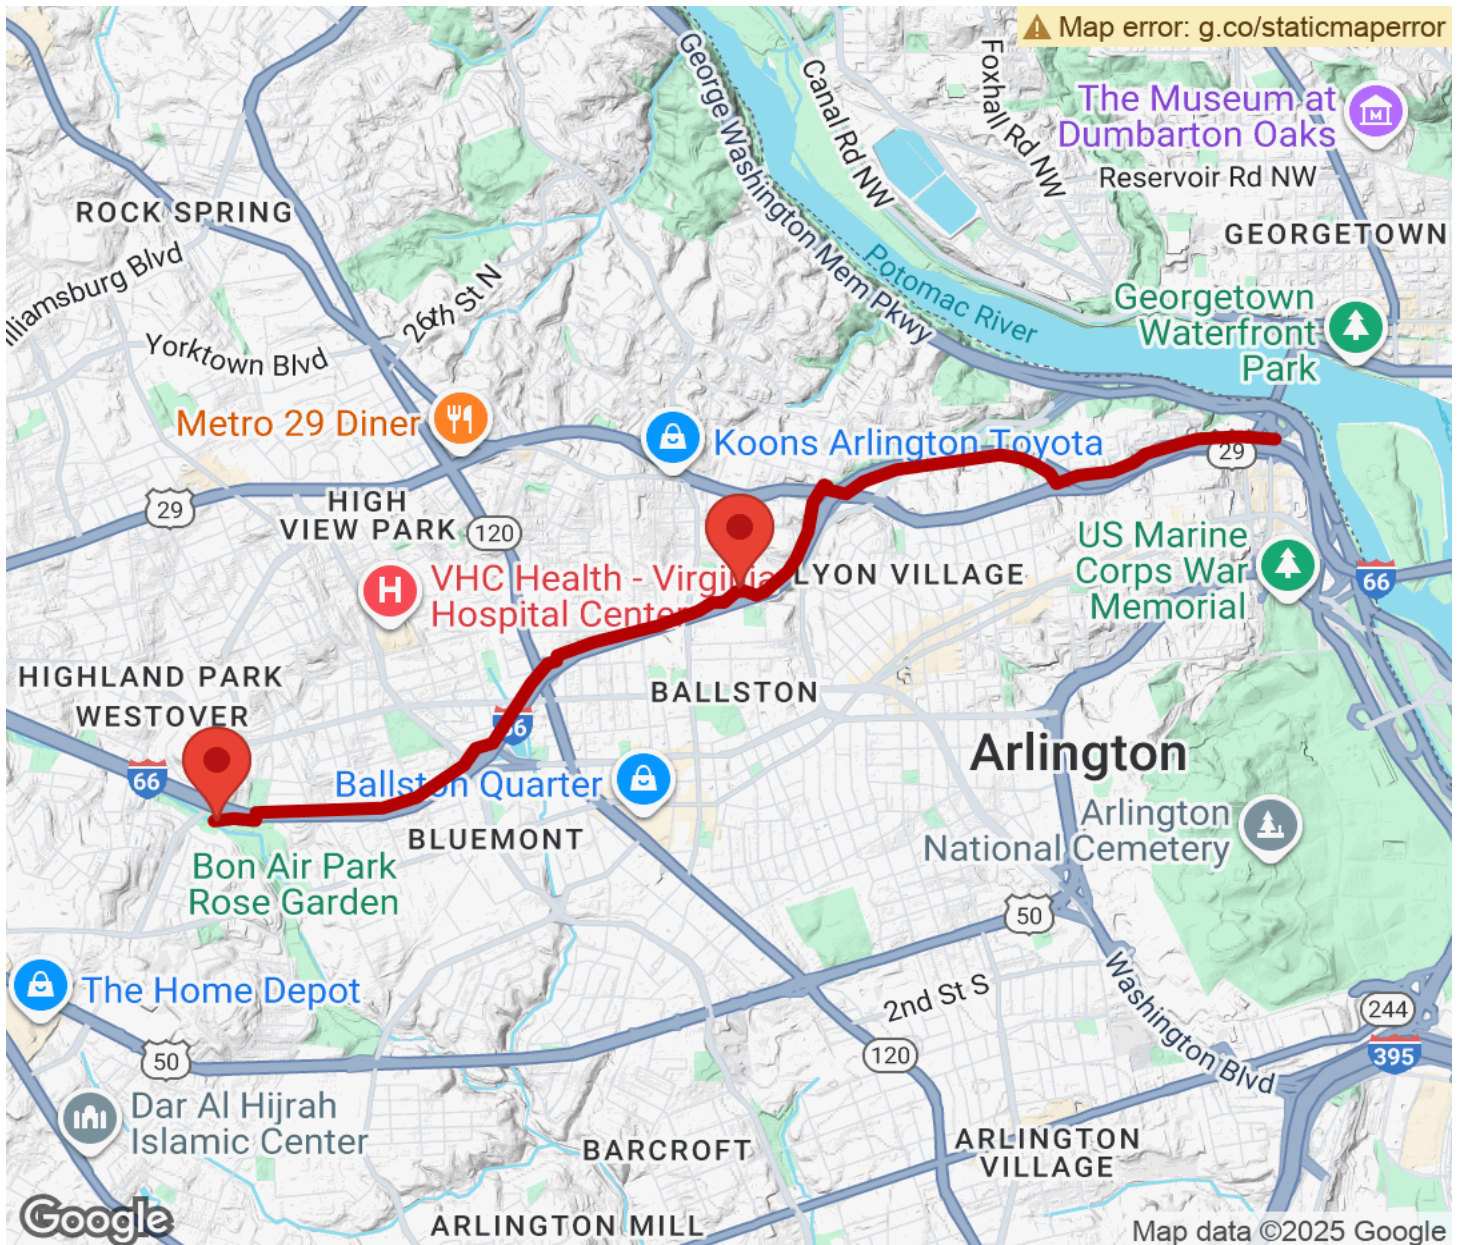 Map error: g.co/staticmaperror
George Washington Mem Pkwy
Canal Rd NW
Foxhall Rd NW
The Museum at
Dumbarton Oaks
Reservoir Rd NW
ROCK SPRING
GEORGETOWN
lliamsburg Blvd
Potomac River
26th St N
Georgetown
Waterfront
Park
Yorktown Blvd
Metro 29 Diner
Koons Arlington Toyota
29
29
HIGH
VIEW PARK
120
US Marine
Corps War
Memorial
VHC Health - Virginia
Hospital Center
LYON VILLAGE
66
HIGHLAND PARK
WESTOVER
BALLSTON
66
Arlington
66
Ballston Quarter
BLUEMONT
Arlington
National Cemetery
Bon Air Park
Rose Garden
50
The Home Depot
2nd St S
Washington Blvd
244
50
120
395
Dar Al Hijrah
Islamic Center
BARCROFT
ARLINGTON
VILLAGE
Google
ARLINGTON MILL
Map data ©2025 Google